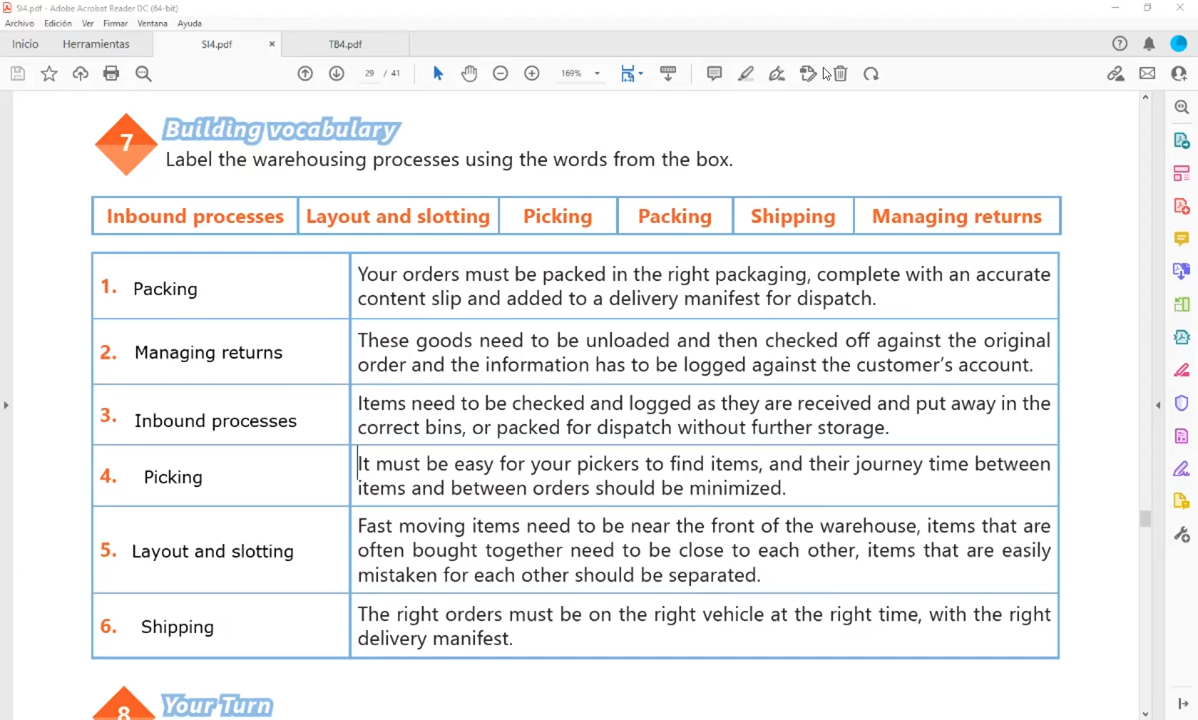 SI4.pdf - Adobe Acrobat Reader DC (64-bit)
Archivo Edición Ver Firmar Ventana Ayuda
Inicio Herramientas SI4.pdf × TB4.pdf
29 / 41 169%
7 Building vocabulary
Label the warehousing processes using the words from the box.
Inbound processes Layout and slotting Picking Packing Shipping Managing returns
1. Packing
Your orders must be packed in the right packaging, complete with an accurate
content slip and added to a delivery manifest for dispatch.
2. Managing returns
These goods need to be unloaded and then checked off against the original
order and the information has to be logged against the customer’s account.
3. Inbound processes
Items need to be checked and logged as they are received and put away in the
correct bins, or packed for dispatch without further storage.
4. Picking
It must be easy for your pickers to find items, and their journey time between
items and between orders should be minimized.
5. Layout and slotting
Fast moving items need to be near the front of the warehouse, items that are
often bought together need to be close to each other, items that are easily
mistaken for each other should be separated.
6. Shipping
The right orders must be on the right vehicle at the right time, with the right
delivery manifest.
8 Your Turn